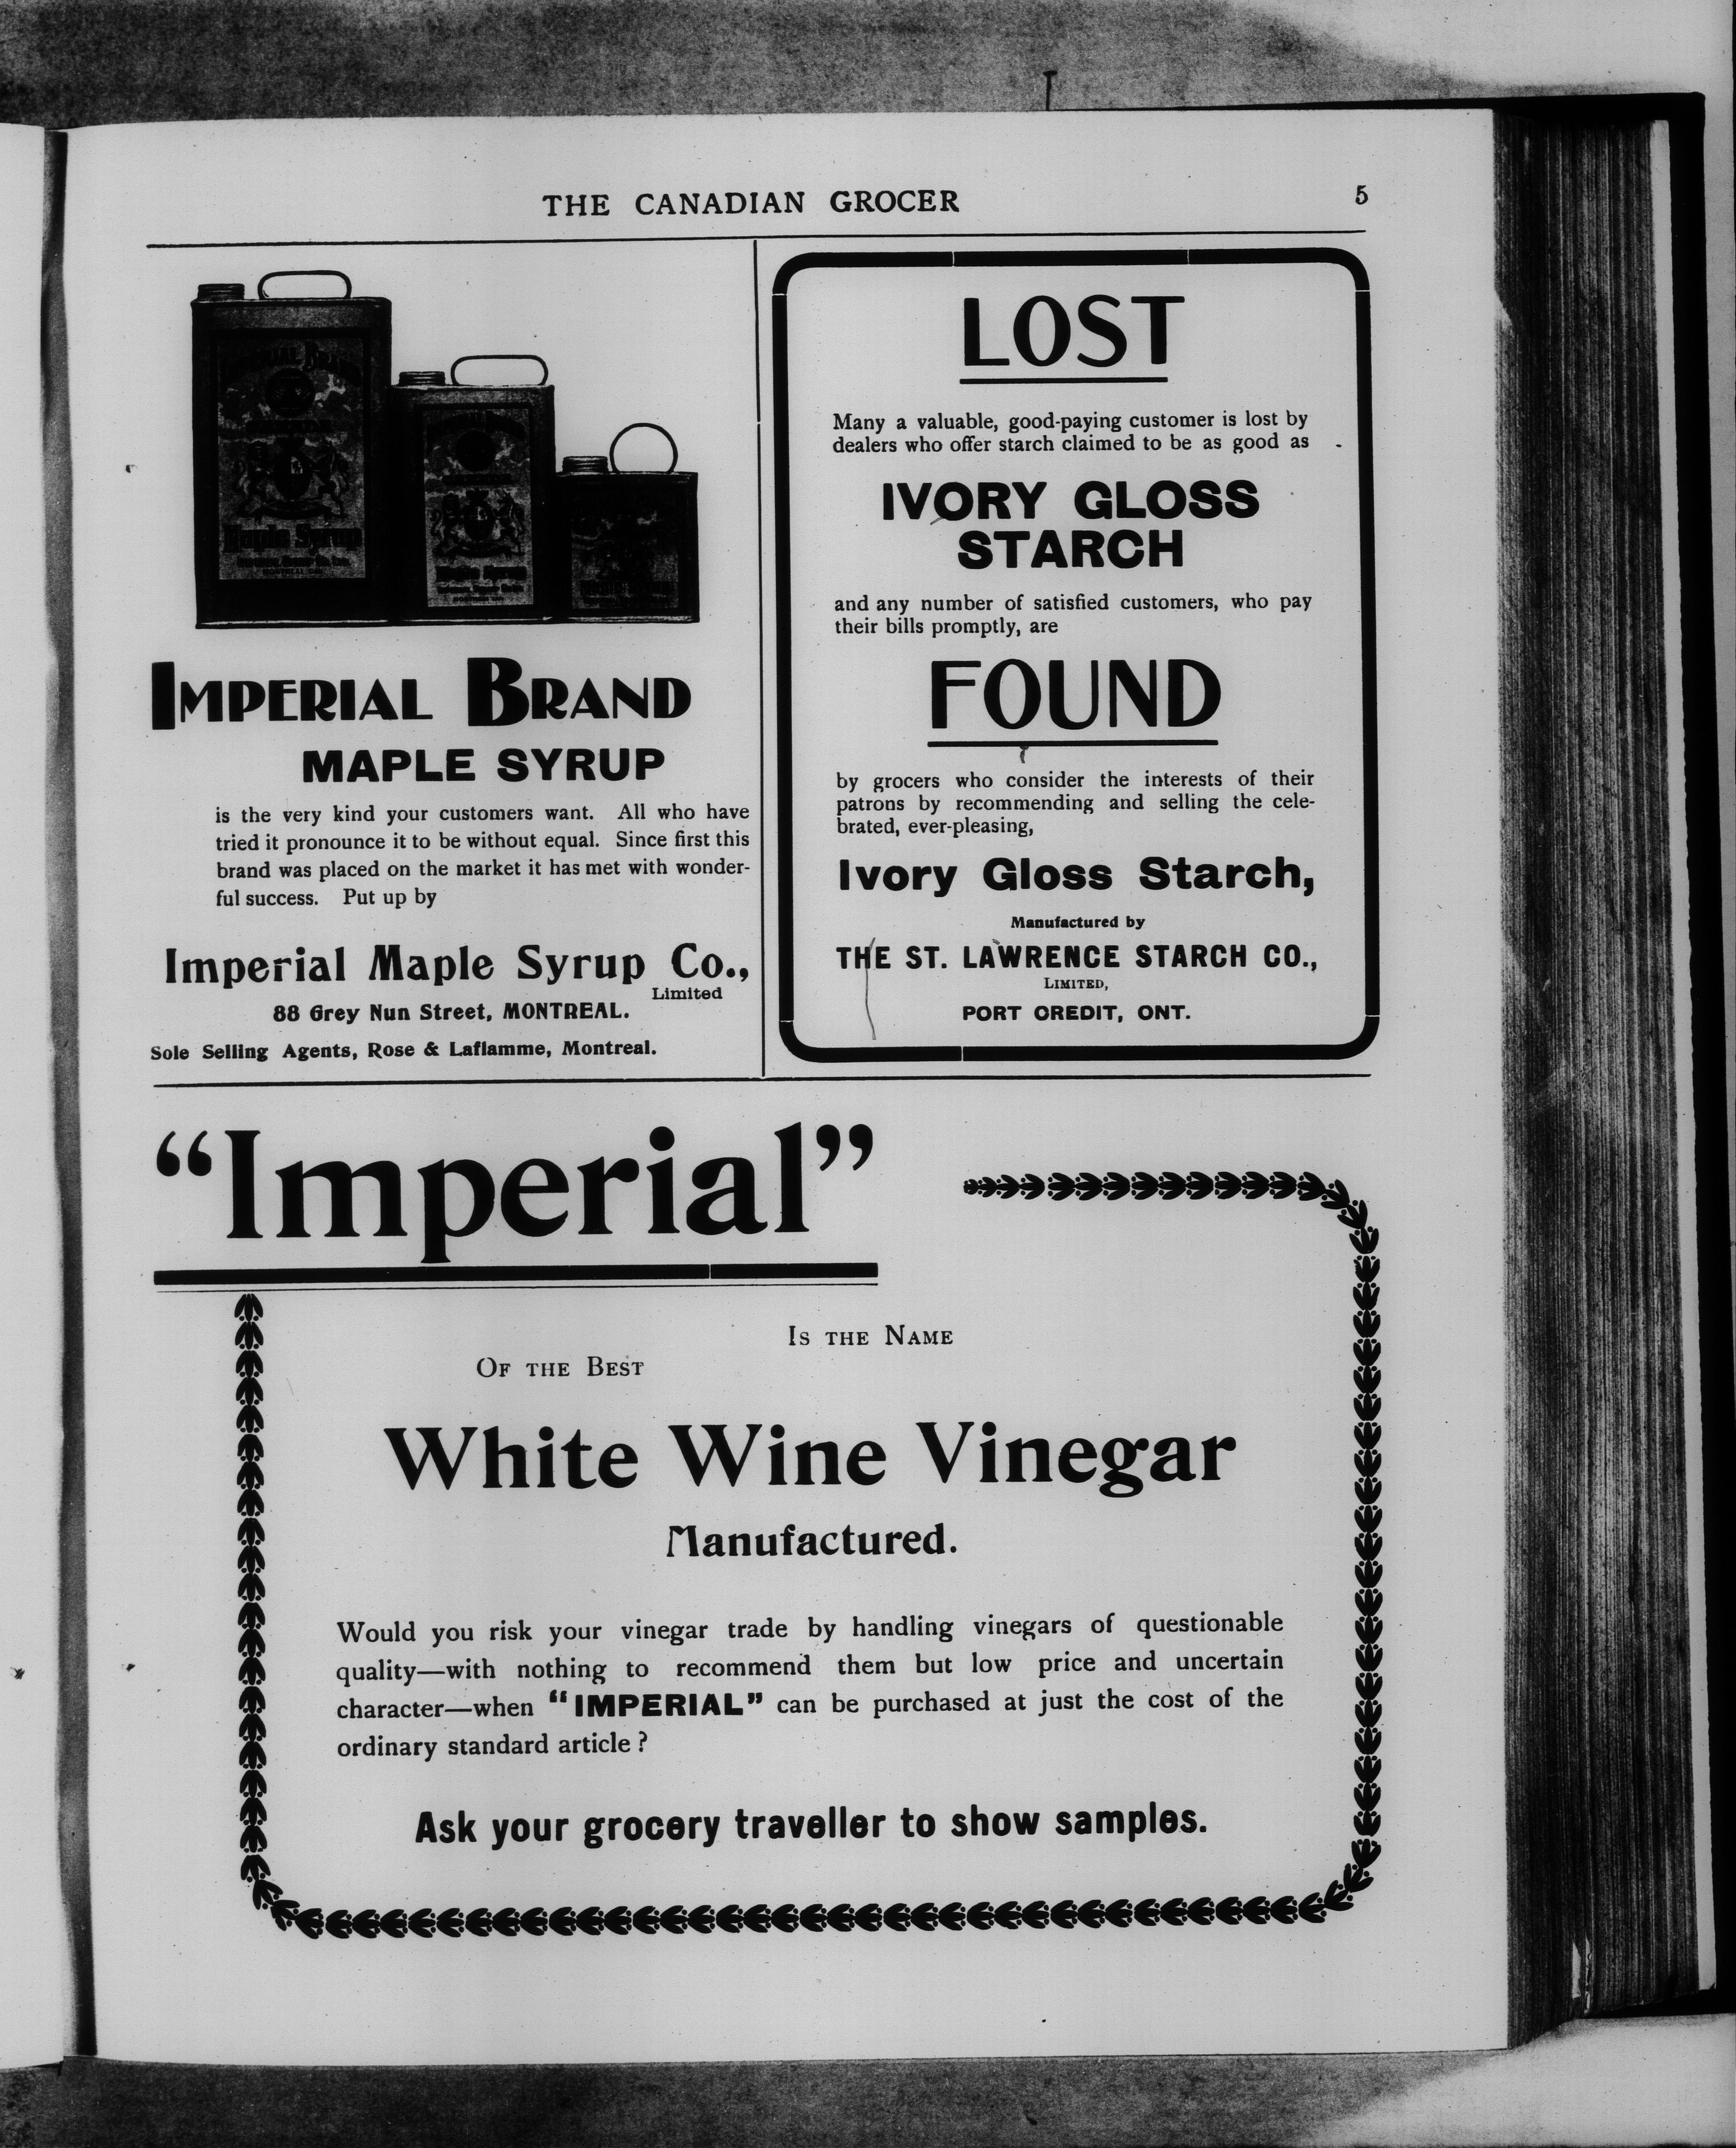 THE CANADIAN GROCER
5
Maple Syrup
IMPERIAL BRAND
MAPLE SYRUP
is the very kind your customers want. All who have
tried it pronounce it to be without equal. Since first this
brand was placed on the market it has met with wonder-
ful success. Put up by
Imperial Maple Syrup Co.,
Limited
88 Grey Nun Street, MONTREAL.
Sole Selling Agents, Rose & Laflamme, Montreal.
LOST
Many a valuable, good-paying customer is lost by
dealers who offer starch claimed to be as good as
IVORY GLOSS
STARCH
and any number of satisfied customers, who pay
their bills promptly, are
FOUND
by grocers who consider the interests of their
patrons by recommending and selling the cele-
brated, ever-pleasing,
Ivory Gloss Starch,
Manufactured by
THE ST. LAWRENCE STARCH CO.,
LIMITED,
PORT CREDIT, ONT.
“Imperial”
IS THE NAME
OF THE BEST
White Wine Vinegar
Manufactured.
Would you risk your vinegar trade by handling vinegars of questionable
quality—with nothing to recommend them but low price and uncertain
character—when “IMPERIAL” can be purchased at just the cost of the
ordinary standard article ?
Ask your grocery traveller to show samples.